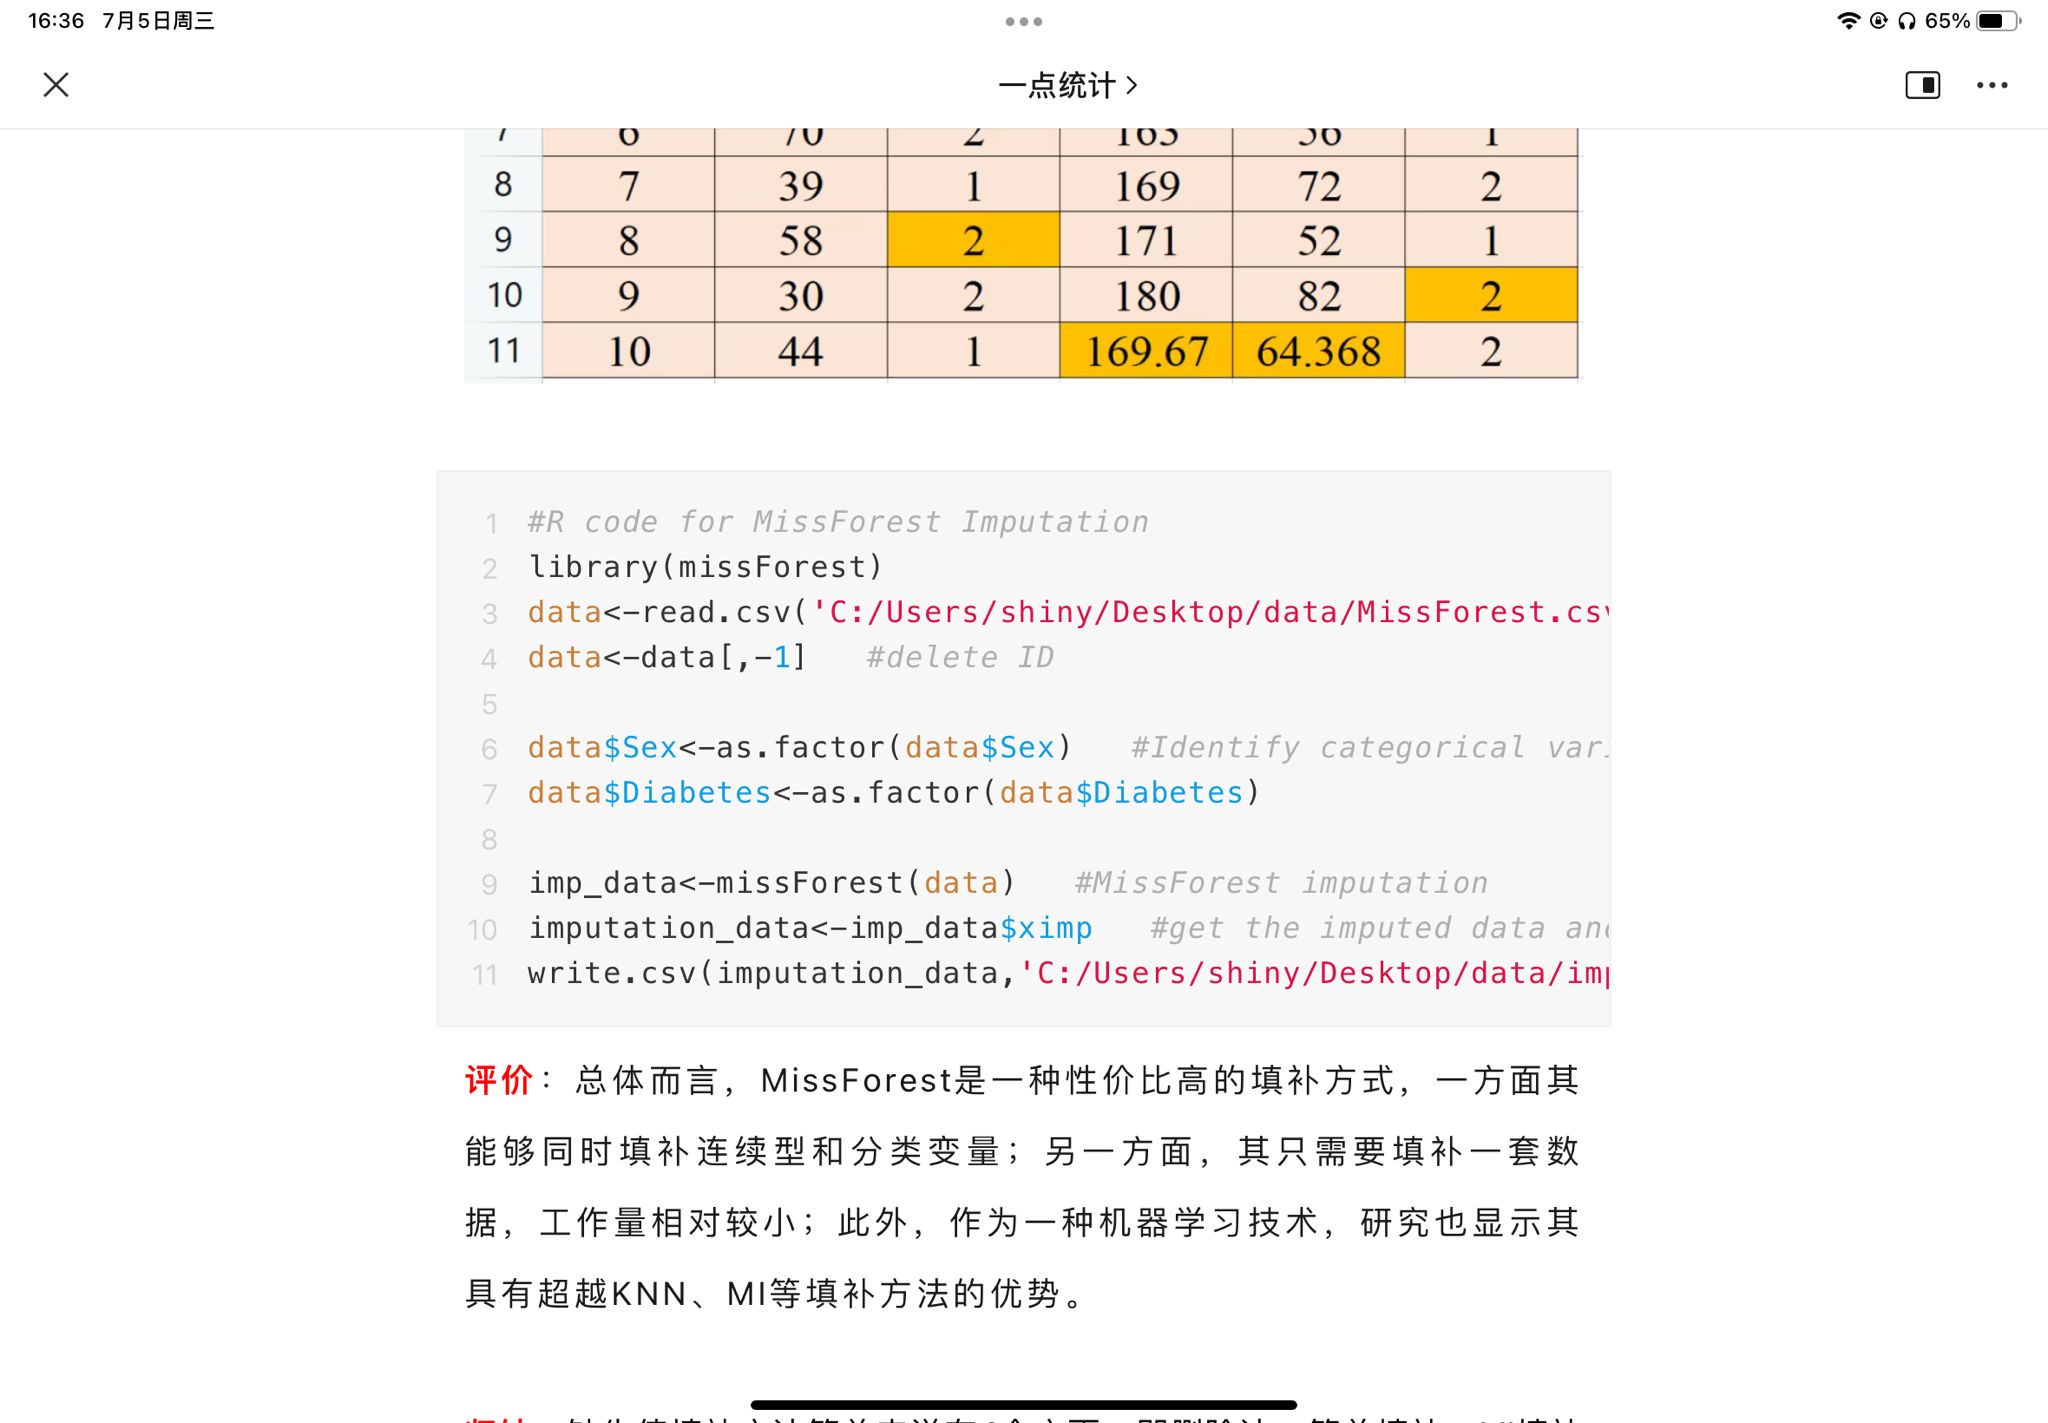 16:36 7月5日周三
65%
一点统计
7 6 70 2 163 56 1
8 7 39 1 169 72 2
9 8 58 2 171 52 1
10 9 30 2 180 82 2
11 10 44 1 169.67 64.368 2
1 #R code for MissForest Imputation
2 library(missForest)
3 data<-read.csv('C:/Users/shiny/Desktop/data/MissForest.csv
4 data<-data[,-1] #delete ID
5
6 data$Sex<-as.factor(data$Sex) #Identify categorical vari
7 data$Diabetes<-as.factor(data$Diabetes)
8
9 imp_data<-missForest(data) #MissForest imputation
10 imputation_data<-imp_data$ximp #get the imputed data and
11 write.csv(imputation_data,'C:/Users/shiny/Desktop/data/imp
评价：总体而言，MissForest是一种性价比高的填补方式，一方面其
能够同时填补连续型和分类变量；另一方面，其只需要填补一套数
据，工作量相对较小；此外，作为一种机器学习技术，研究也显示其
具有超越KNN、MI等填补方法的优势。